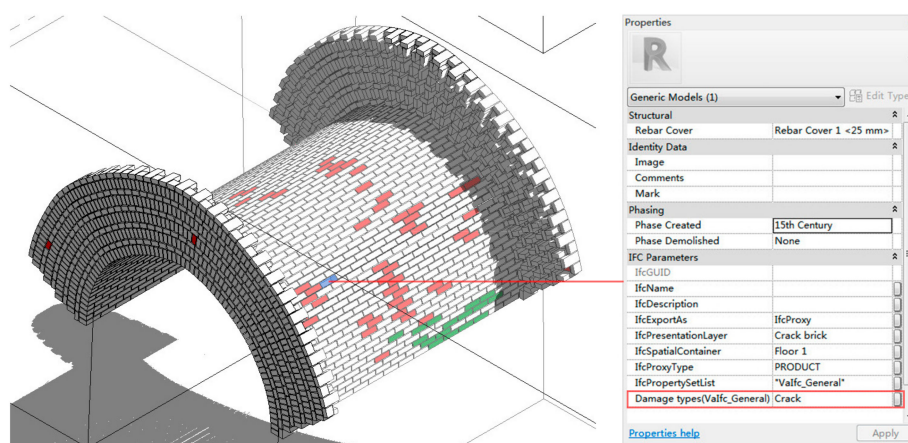 Properties
R
Generic Models (1) Edit Type
Structural
Rebar Cover Rebar Cover 1 <25 mm>
Identity Data
Image
Comments
Mark
Phasing
Phase Created 15th Century
Phase Demolished None
IFC Parameters
IfcGUID
IfcName
IfcDescription
IfcExportAs IfcProxy
IfcPresentationLayer Crack brick
IfcSpatialContainer Floor 1
IfcProxyType PRODUCT
IfcPropertySetList "VaIfc_General"
Damage types(VaIfc_General) Crack
Properties help Apply